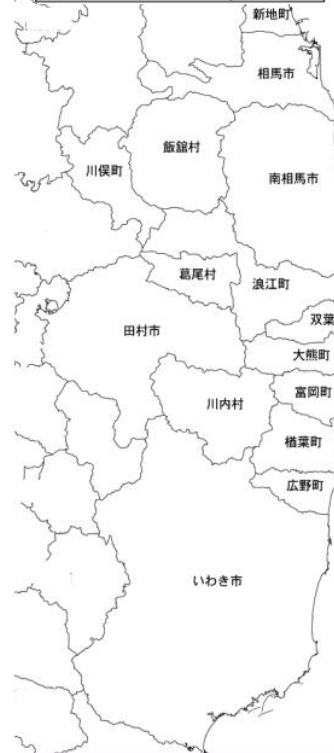 新地町
相馬市
飯舘村
川俣町
南相馬市
葛尾村
浪江町
双葉
田村市
大熊町
富岡町
川内村
楢葉町
広野町
いわき市